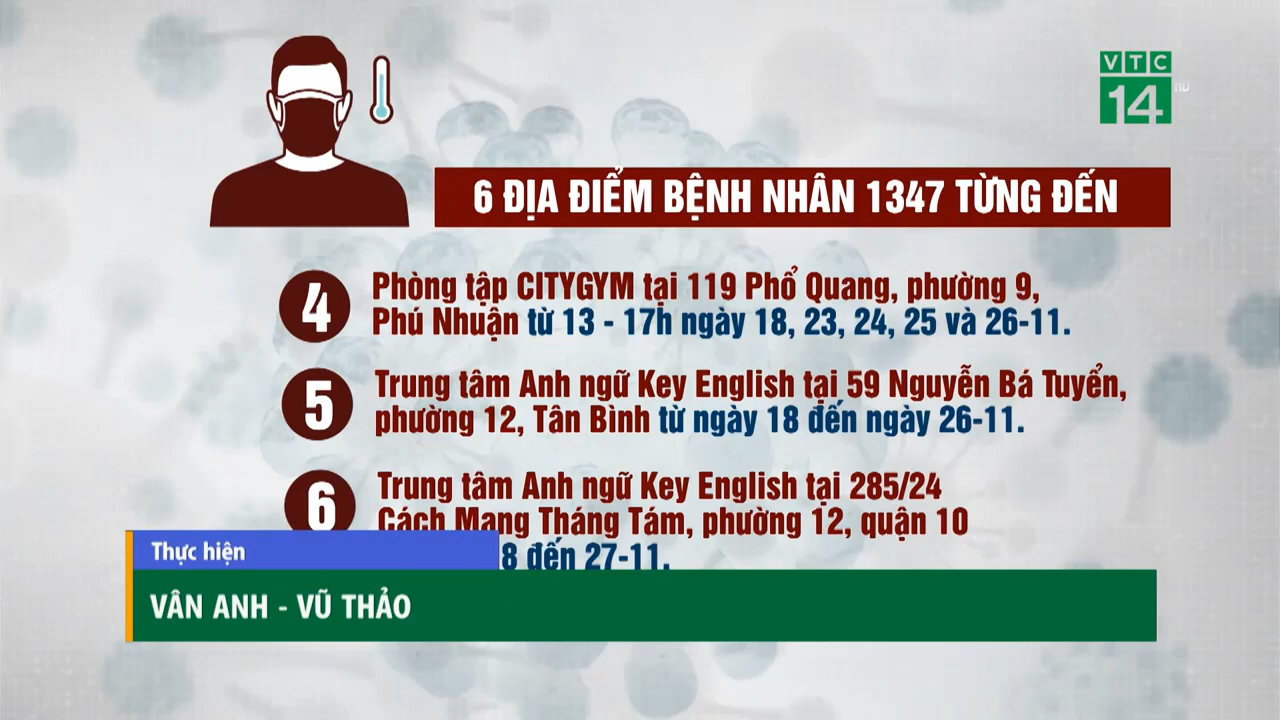 VTC
14
HD
6 ĐỊA ĐIỂM BỆNH NHÂN 1347 TỪNG ĐẾN
4
Phòng tập CITYGYM tại 119 Phổ Quang, phường 9,
Phú Nhuận từ 13 - 17h ngày 18, 23, 24, 25 và 26-11.
5
Trung tâm Anh ngữ Key English tại 59 Nguyễn Bá Tuyển,
phường 12, Tân Bình từ ngày 18 đến ngày 26-11.
6
Trung tâm Anh ngữ Key English tại 285/24
Cách Mạng Tháng Tám, phường 12, quận 10
8 đến 27-11.
Thực hiện
VÂN ANH - VŨ THẢO